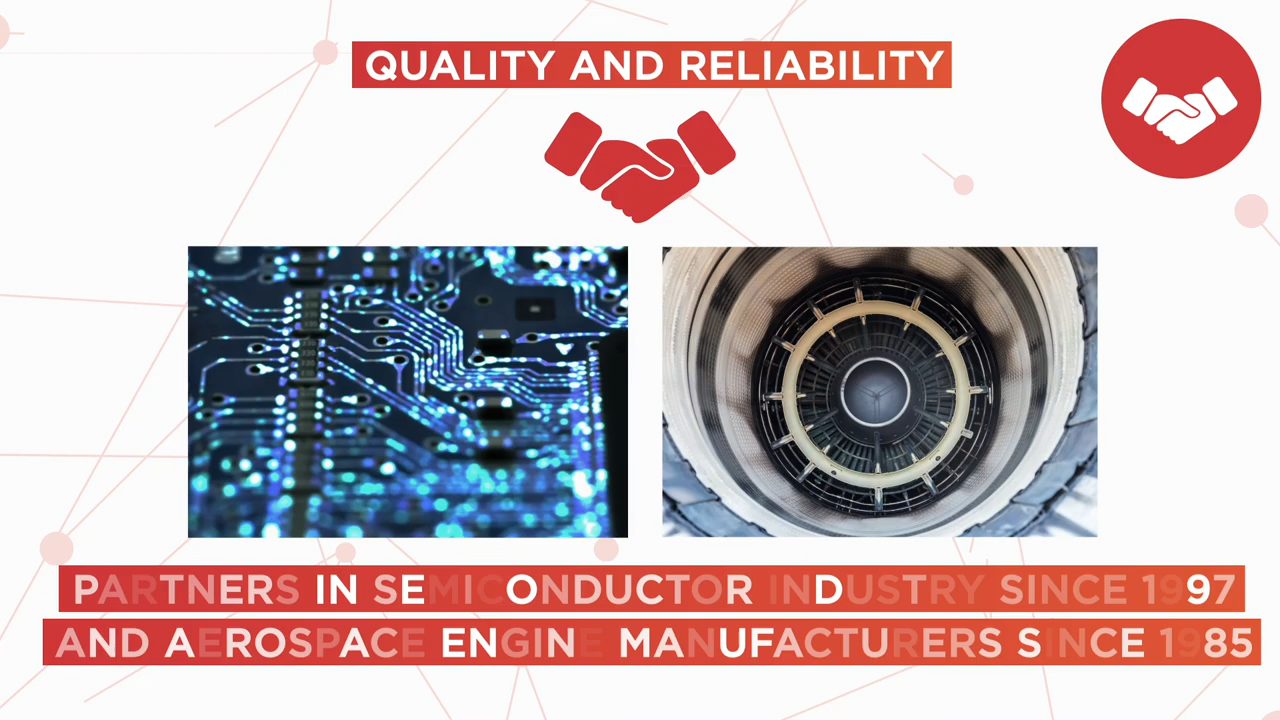 QUALITY AND RELIABILITY
PARTNERS IN SEMICONDUCTOR INDUSTRY SINCE 1997
AND AEROSPACE ENGINE MANUFACTURERS SINCE 1985